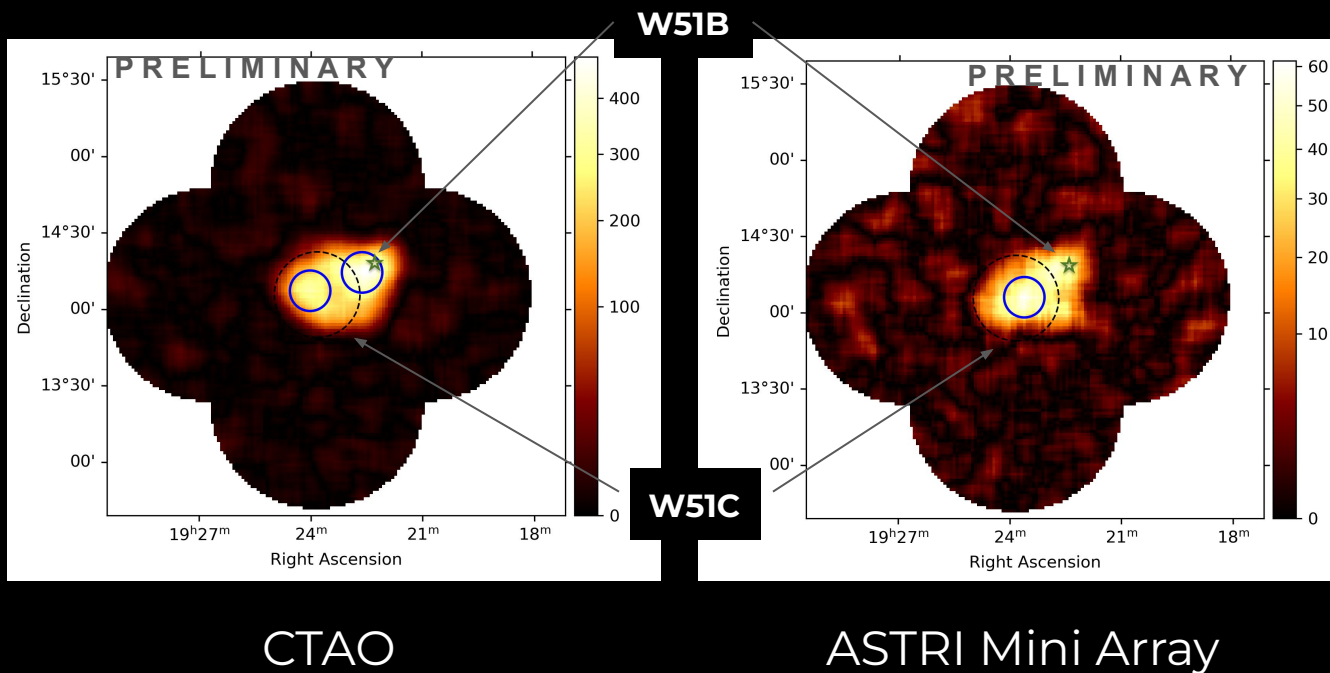 W51B
PRELIMINARY
15°30'
00'
14°30'
00'
13°30'
00'
Declination
19ʰ27ᵐ
24ᵐ
21ᵐ
18ᵐ
Right Ascension
400
300
200
100
0
PRELIMINARY
15°30'
00'
14°30'
00'
13°30'
00'
Declination
19ʰ27ᵐ
24ᵐ
21ᵐ
18ᵐ
Right Ascension
60
50
40
30
20
10
0
W51C
CTAO
ASTRI Mini Array